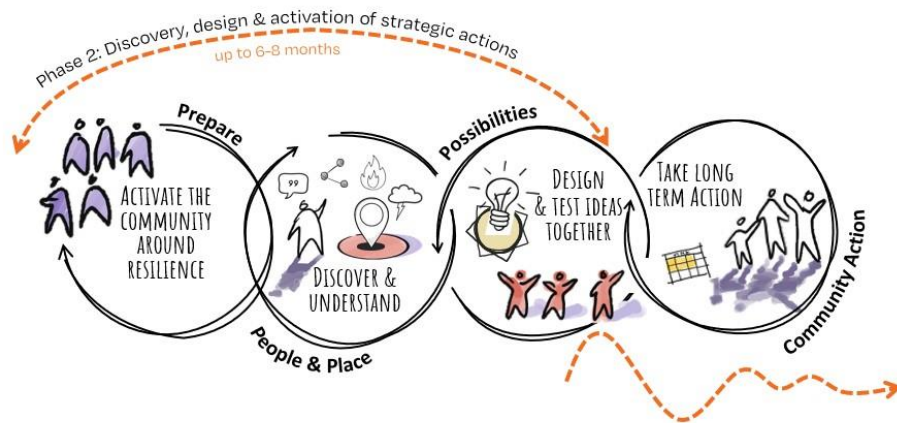 Phase 2: Discovery, design & activation of strategic actions
up to 6-8 months
Prepare
ACTIVATE THE
COMMUNITY
AROUND
RESILIENCE
99
DISCOVER &
UNDERSTAND
People & Place
Possibilities
DESIGN
& TEST IDEAS
TOGETHER
TAKE LONG
TERM ACTION
Community Action